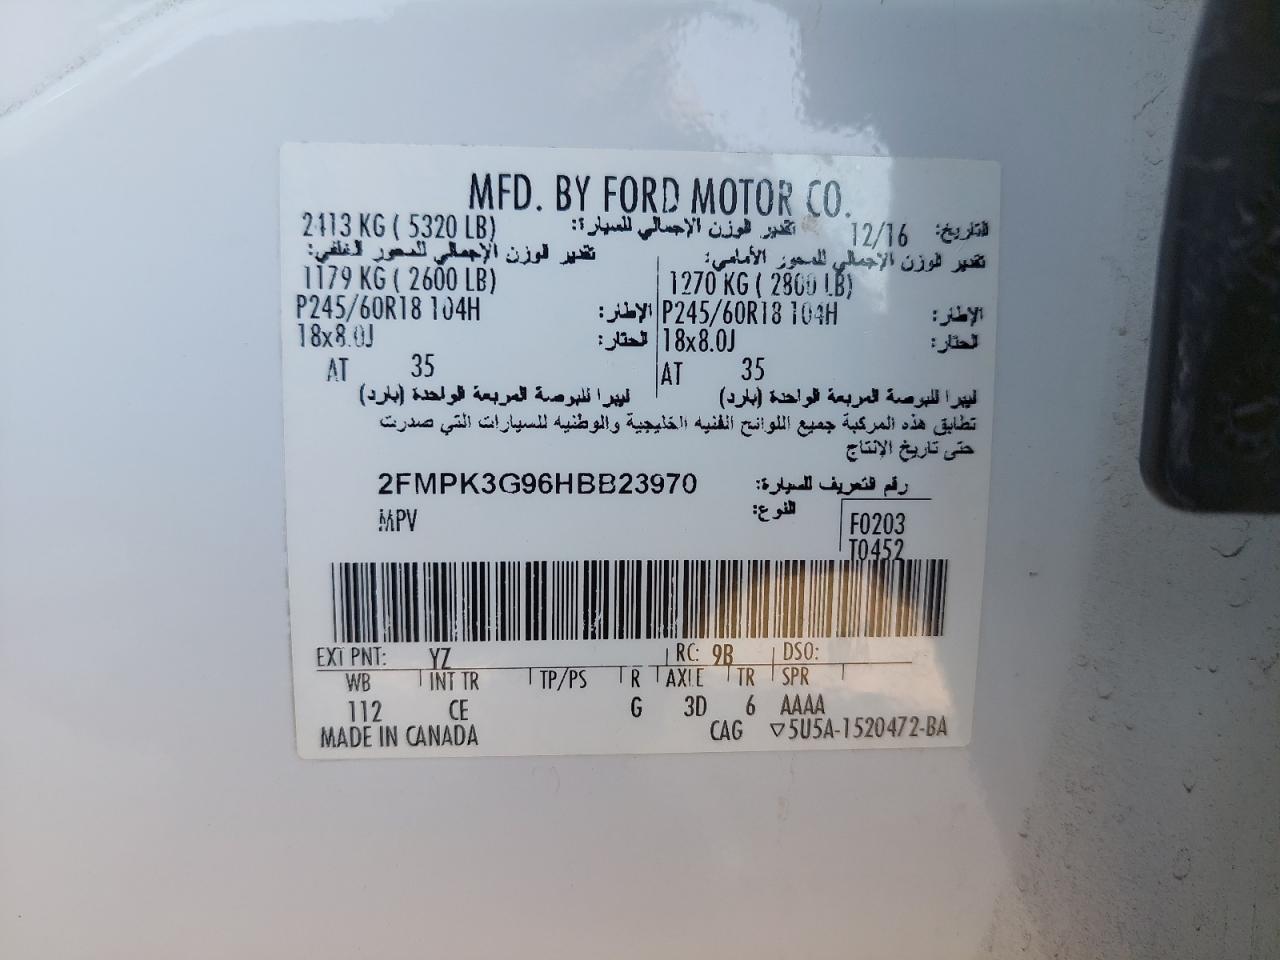 MFD. BY FORD MOTOR CO.
التاريخ: 12/16 تقدير الوزن الإجمالي للسيارة: 2413 KG ( 5320 LB)
تقدير الوزن الإجمالي للمحور الأمامي: تقدير الوزن الإجمالي للمحور الخلفي:
1270 KG ( 2800 LB) 1179 KG ( 2600 LB)
الإطار: P245/60R18 104H الإطار: P245/60R18 104H
الحتار: 18x8.0J الحتار: 18x8.0J
AT 35 AT 35
ليبرا للبوصة المربعة الواحدة (بارد) ليبرا للبوصة المربعة الواحدة (بارد)
تطابق هذه المركبة جميع اللوائح الفنيه الخليجية والوطنيه للسيارات التي صدرت
حتى تاريخ الإنتاج
رقم التعريف للسيارة: 2FMPK3G96HBB23970
النوع: MPV
F0203
T0452
EXT PNT: YZ RC: 9B DSO:
WB INT TR TP/PS R AXLE TR SPR
112 CE G 3D 6 AAAA
MADE IN CANADA CAG ▽5U5A-1520472-BA